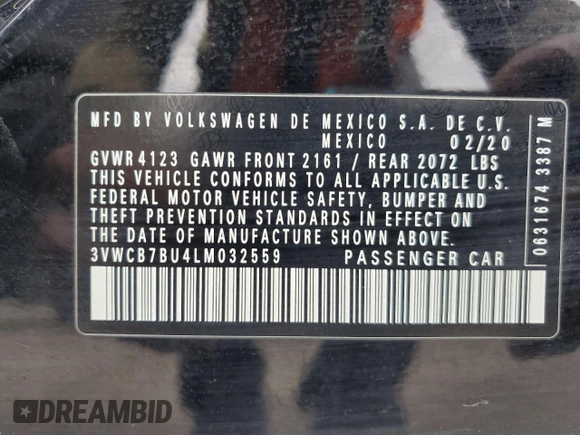 MFD BY VOLKSWAGEN DE MEXICO S.A. DE C.V.
MEXICO 02/20
GVWR 4123 GAWR FRONT 2161 / REAR 2072 LBS
THIS VEHICLE CONFORMS TO ALL APPLICABLE U.S.
FEDERAL MOTOR VEHICLE SAFETY, BUMPER AND
THEFT PREVENTION STANDARDS IN EFFECT ON
THE DATE OF MANUFACTURE SHOWN ABOVE.
3VWCB7BU4LM032559 PASSENGER CAR
0631674 3387 M
DREAMBID